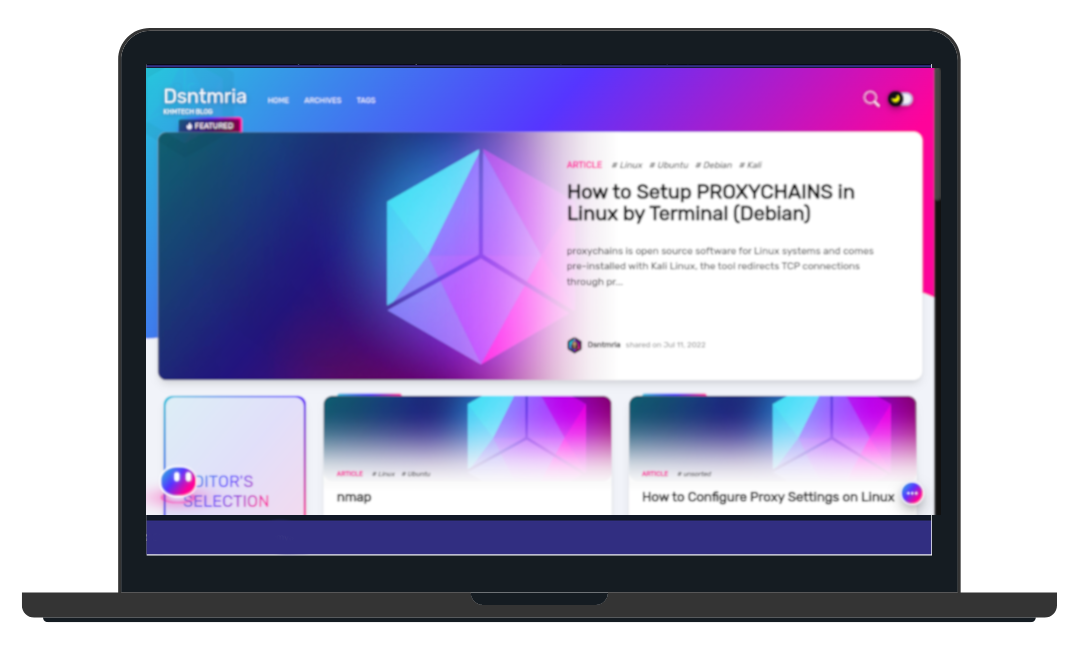 Dsntmria
KHMTECH BLOG
HOME ARCHIVES TAGS
FEATURED
ARTICLE # Linux # Ubuntu # Debian # Kali
How to Setup PROXYCHAINS in
Linux by Terminal (Debian)
proxychains is open source software for Linux systems and comes
pre-installed with Kali Linux, the tool redirects TCP connections
through pr...
Dsntmria shared on Jul 11, 2022
DITOR'S
SELECTION
ARTICLE # Linux # Ubuntu
nmap
ARTICLE # unsorted
How to Configure Proxy Settings on Linux